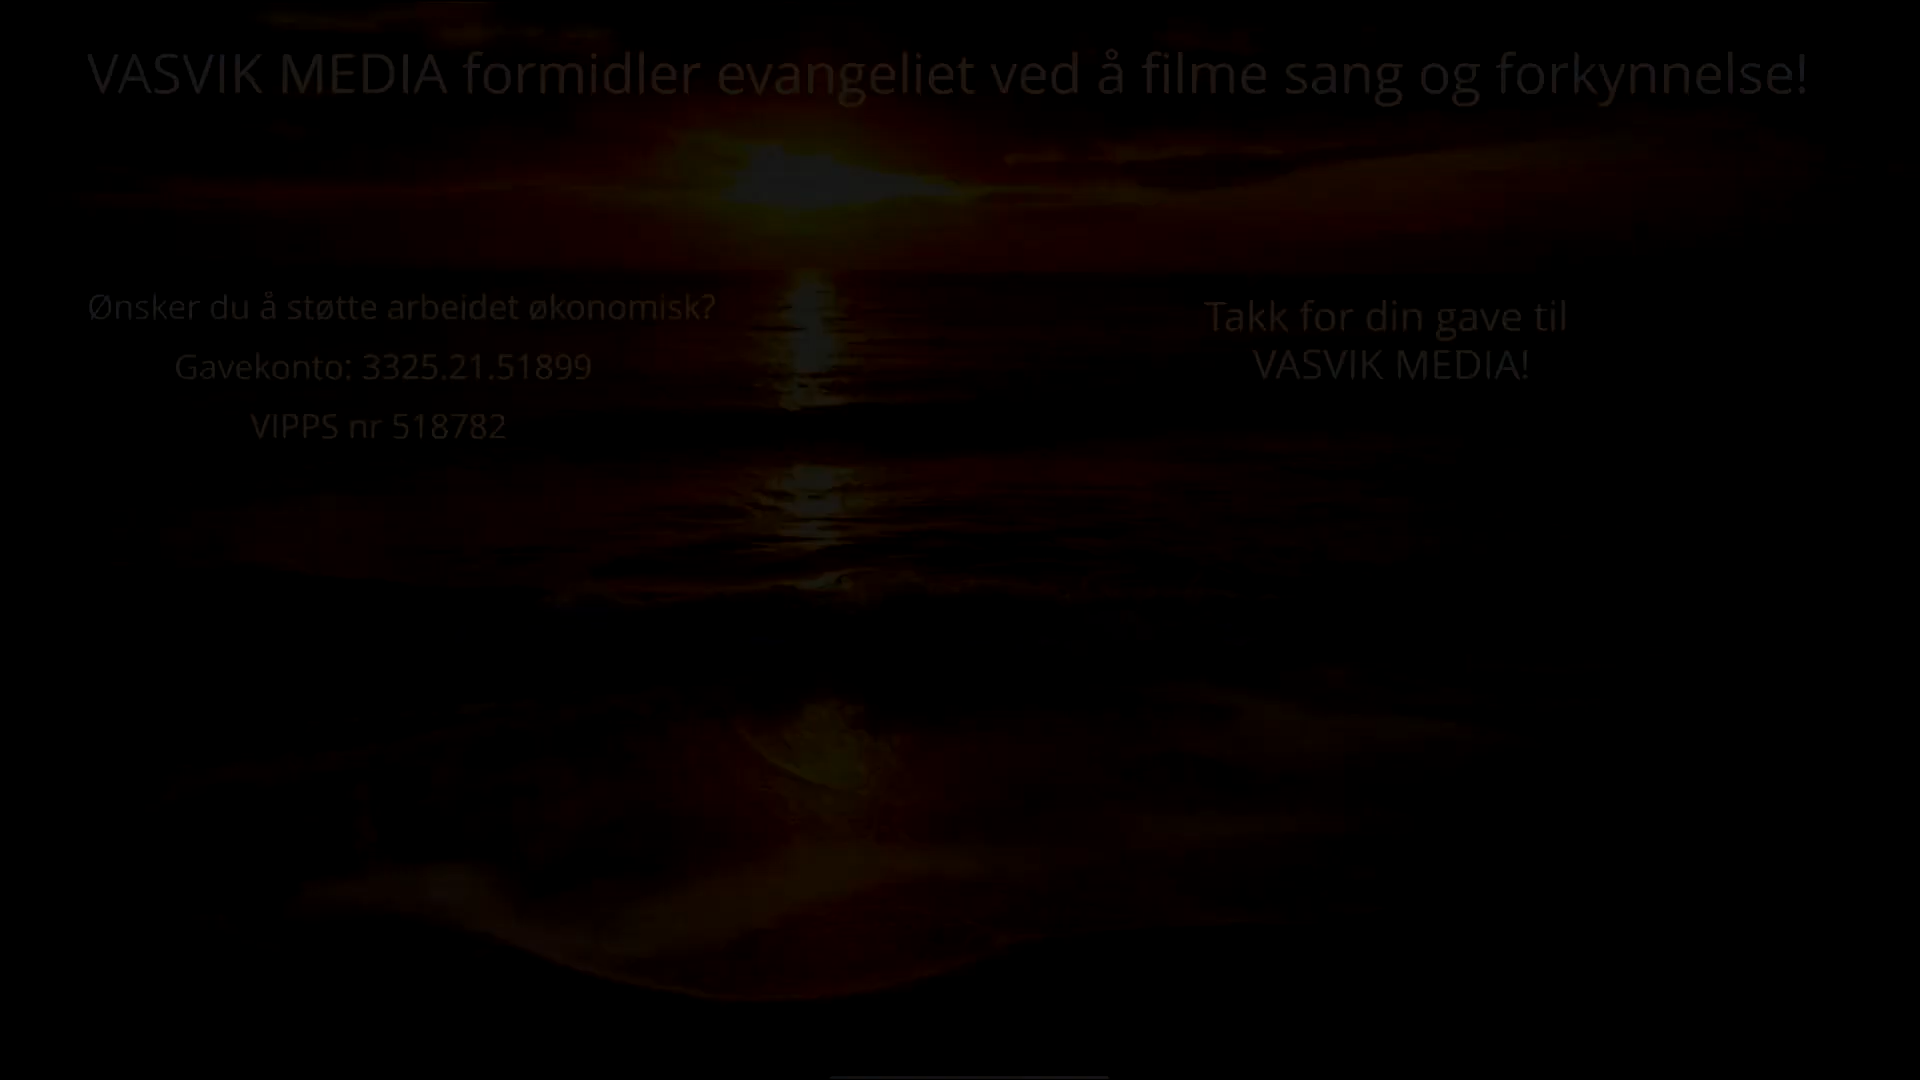 VASVIK MEDIA formidler evangeliet ved å filme sang og forkynnelse!
Ønsker du å støtte arbeidet økonomisk?
Gavekonto: 3325.21.51899
VIPPS nr 518782
Takk for din gave til
VASVIK MEDIA!